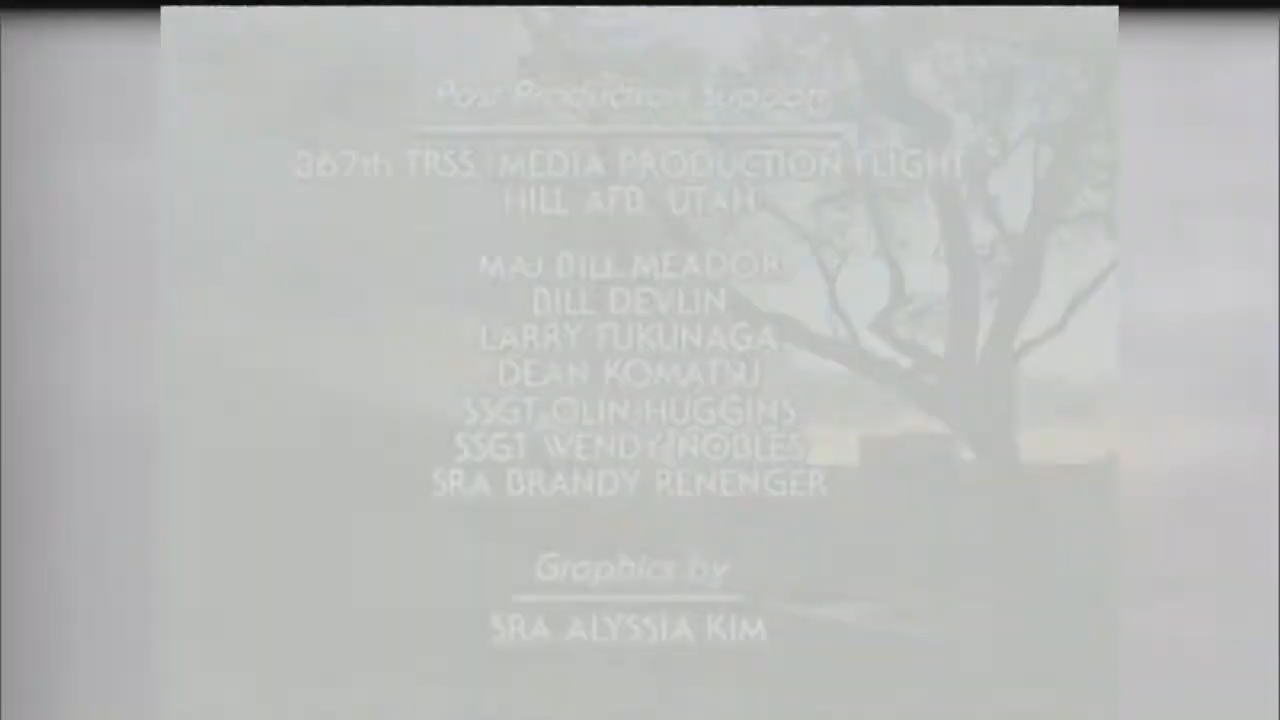 Post Production support
367th TRSS, MEDIA PRODUCTION FLIGHT
HILL AFB, UTAH
MAJ BILL MEADOR
BILL DEVLIN
LARRY FUKUNAGA
DEAN KOMATSU
SSGT OLIN HUGGINS
SSGT WENDY NOBLES
SRA BRANDY RENENGER
Graphics by
SRA ALYSSIA KIM